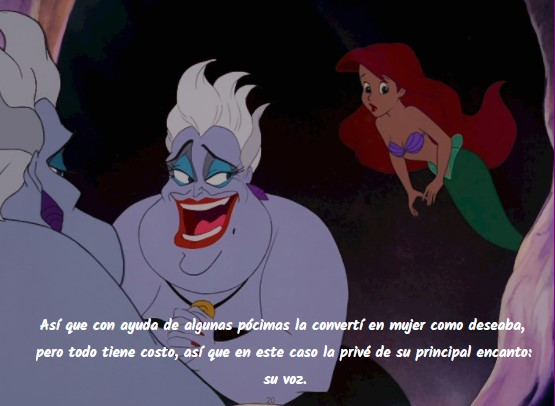 Así que con ayuda de algunas pócimas la convertí en mujer como deseaba,
pero todo tiene costo, así que en este caso la privé de su principal encanto:
su voz.
20